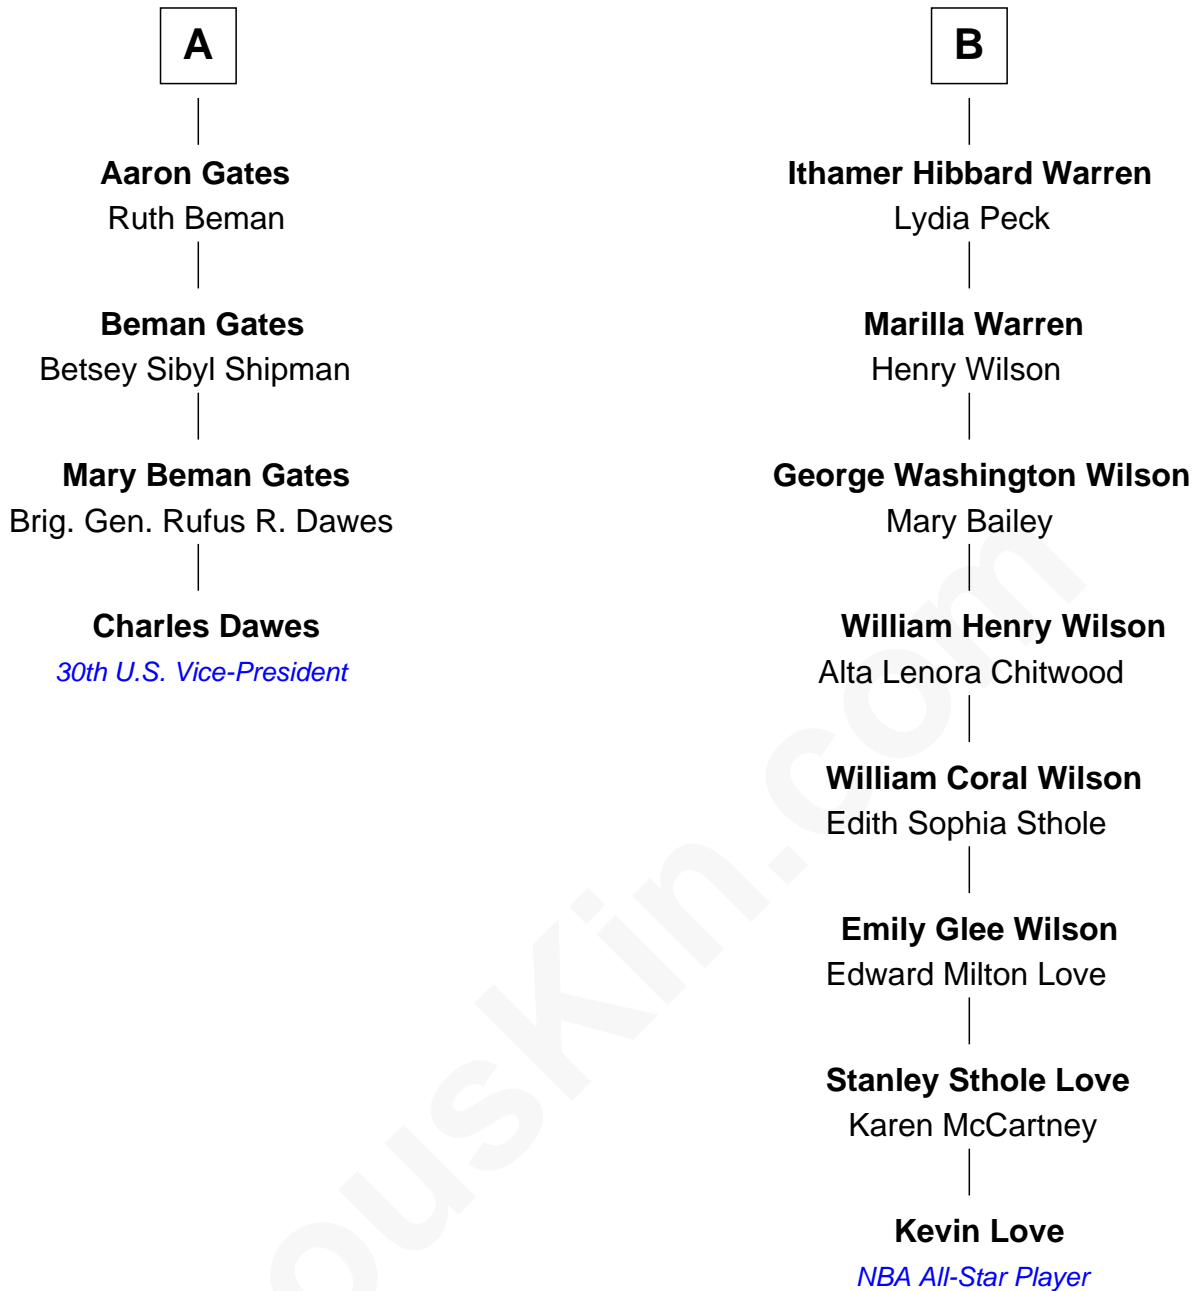 A
Aaron Gates
Ruth Beman
Beman Gates
Betsey Sibyl Shipman
Mary Beman Gates
Brig. Gen. Rufus R. Dawes
Charles Dawes
30th U.S. Vice-President
B
Ithamer Hibbard Warren
Lydia Peck
Marilla Warren
Henry Wilson
George Washington Wilson
Mary Bailey
William Henry Wilson
Alta Lenora Chitwood
William Coral Wilson
Edith Sophia Sthole
Emily Glee Wilson
Edward Milton Love
Stanley Sthole Love
Karen McCartney
Kevin Love
NBA All-Star Player
ousKin.com